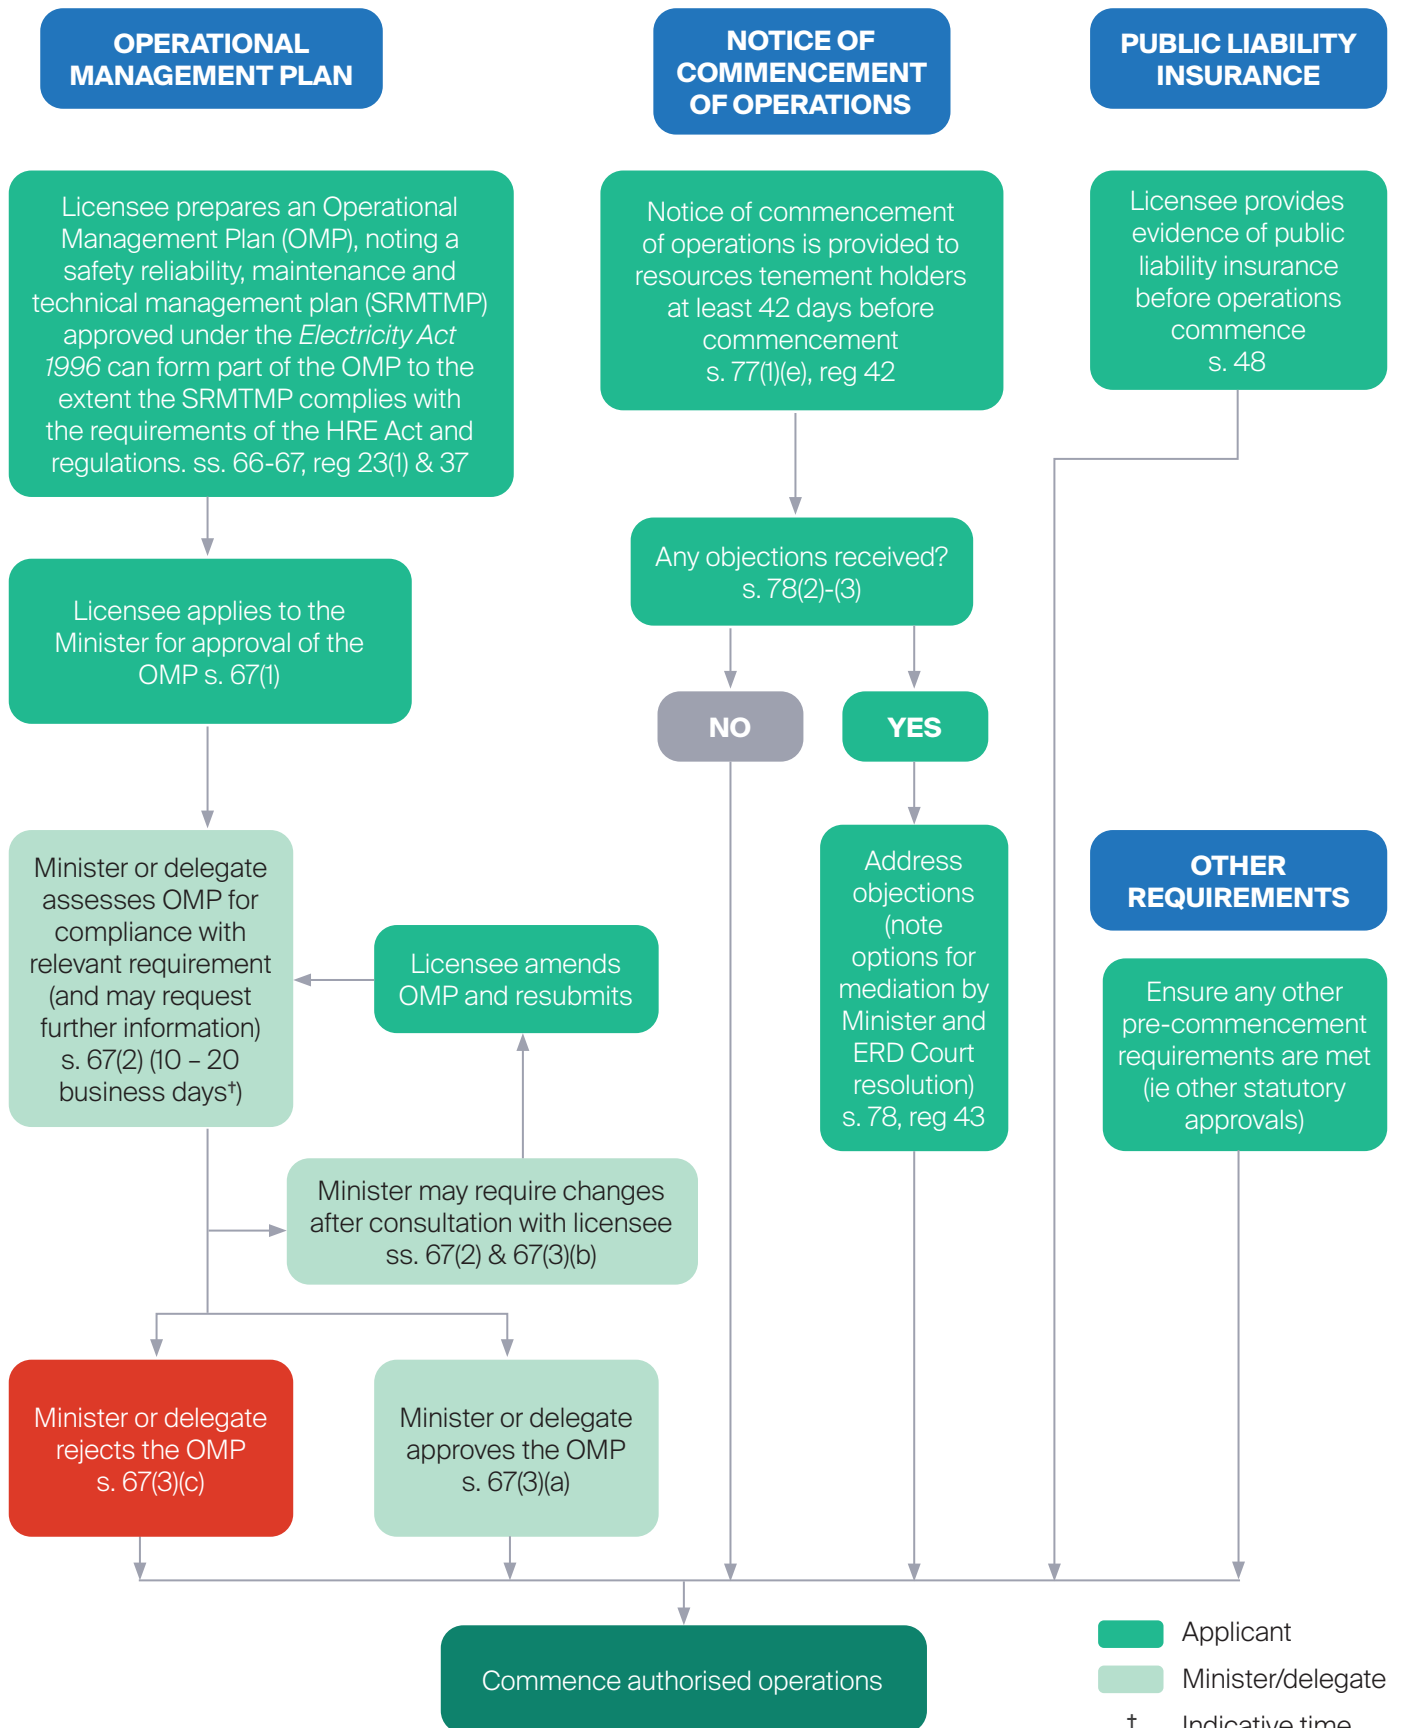 OPERATIONAL
MANAGEMENT PLAN
Licensee prepares an Operational
Management Plan (OMP), noting a
safety reliability, maintenance and
technical management plan (SRMTMP)
approved under the Electricity Act
1996 can form part of the OMP to the
extent the SRMTMP complies with
the requirements of the HRE Act and
regulations. ss. 66-67, reg 23(1) & 37
Licensee applies to the
Minister for approval of the
OMP s. 67(1)
Minister or delegate
assesses OMP for
compliance with
relevant requirement
(and may request
further information)
s. 67(2) (10 – 20
business days†)
Licensee amends
OMP and resubmits
Minister may require changes
after consultation with licensee
ss. 67(2) & 67(3)(b)
Minister or delegate
rejects the OMP
s. 67(3)(c)
Minister or delegate
approves the OMP
s. 67(3)(a)
NOTICE OF
COMMENCEMENT
OF OPERATIONS
Notice of commencement
of operations is provided to
resources tenement holders
at least 42 days before
commencement
s. 77(1)(e), reg 42
Any objections received?
s. 78(2)-(3)
NO
YES
Address
objections
(note
options for
mediation by
Minister and
ERD Court
resolution)
s. 78, reg 43
PUBLIC LIABILITY
INSURANCE
Licensee provides
evidence of public
liability insurance
before operations
commence
s. 48
OTHER
REQUIREMENTS
Ensure any other
pre-commencement
requirements are met
(ie other statutory
approvals)
Commence authorised operations
Applicant
Minister/delegate
† Indicative time